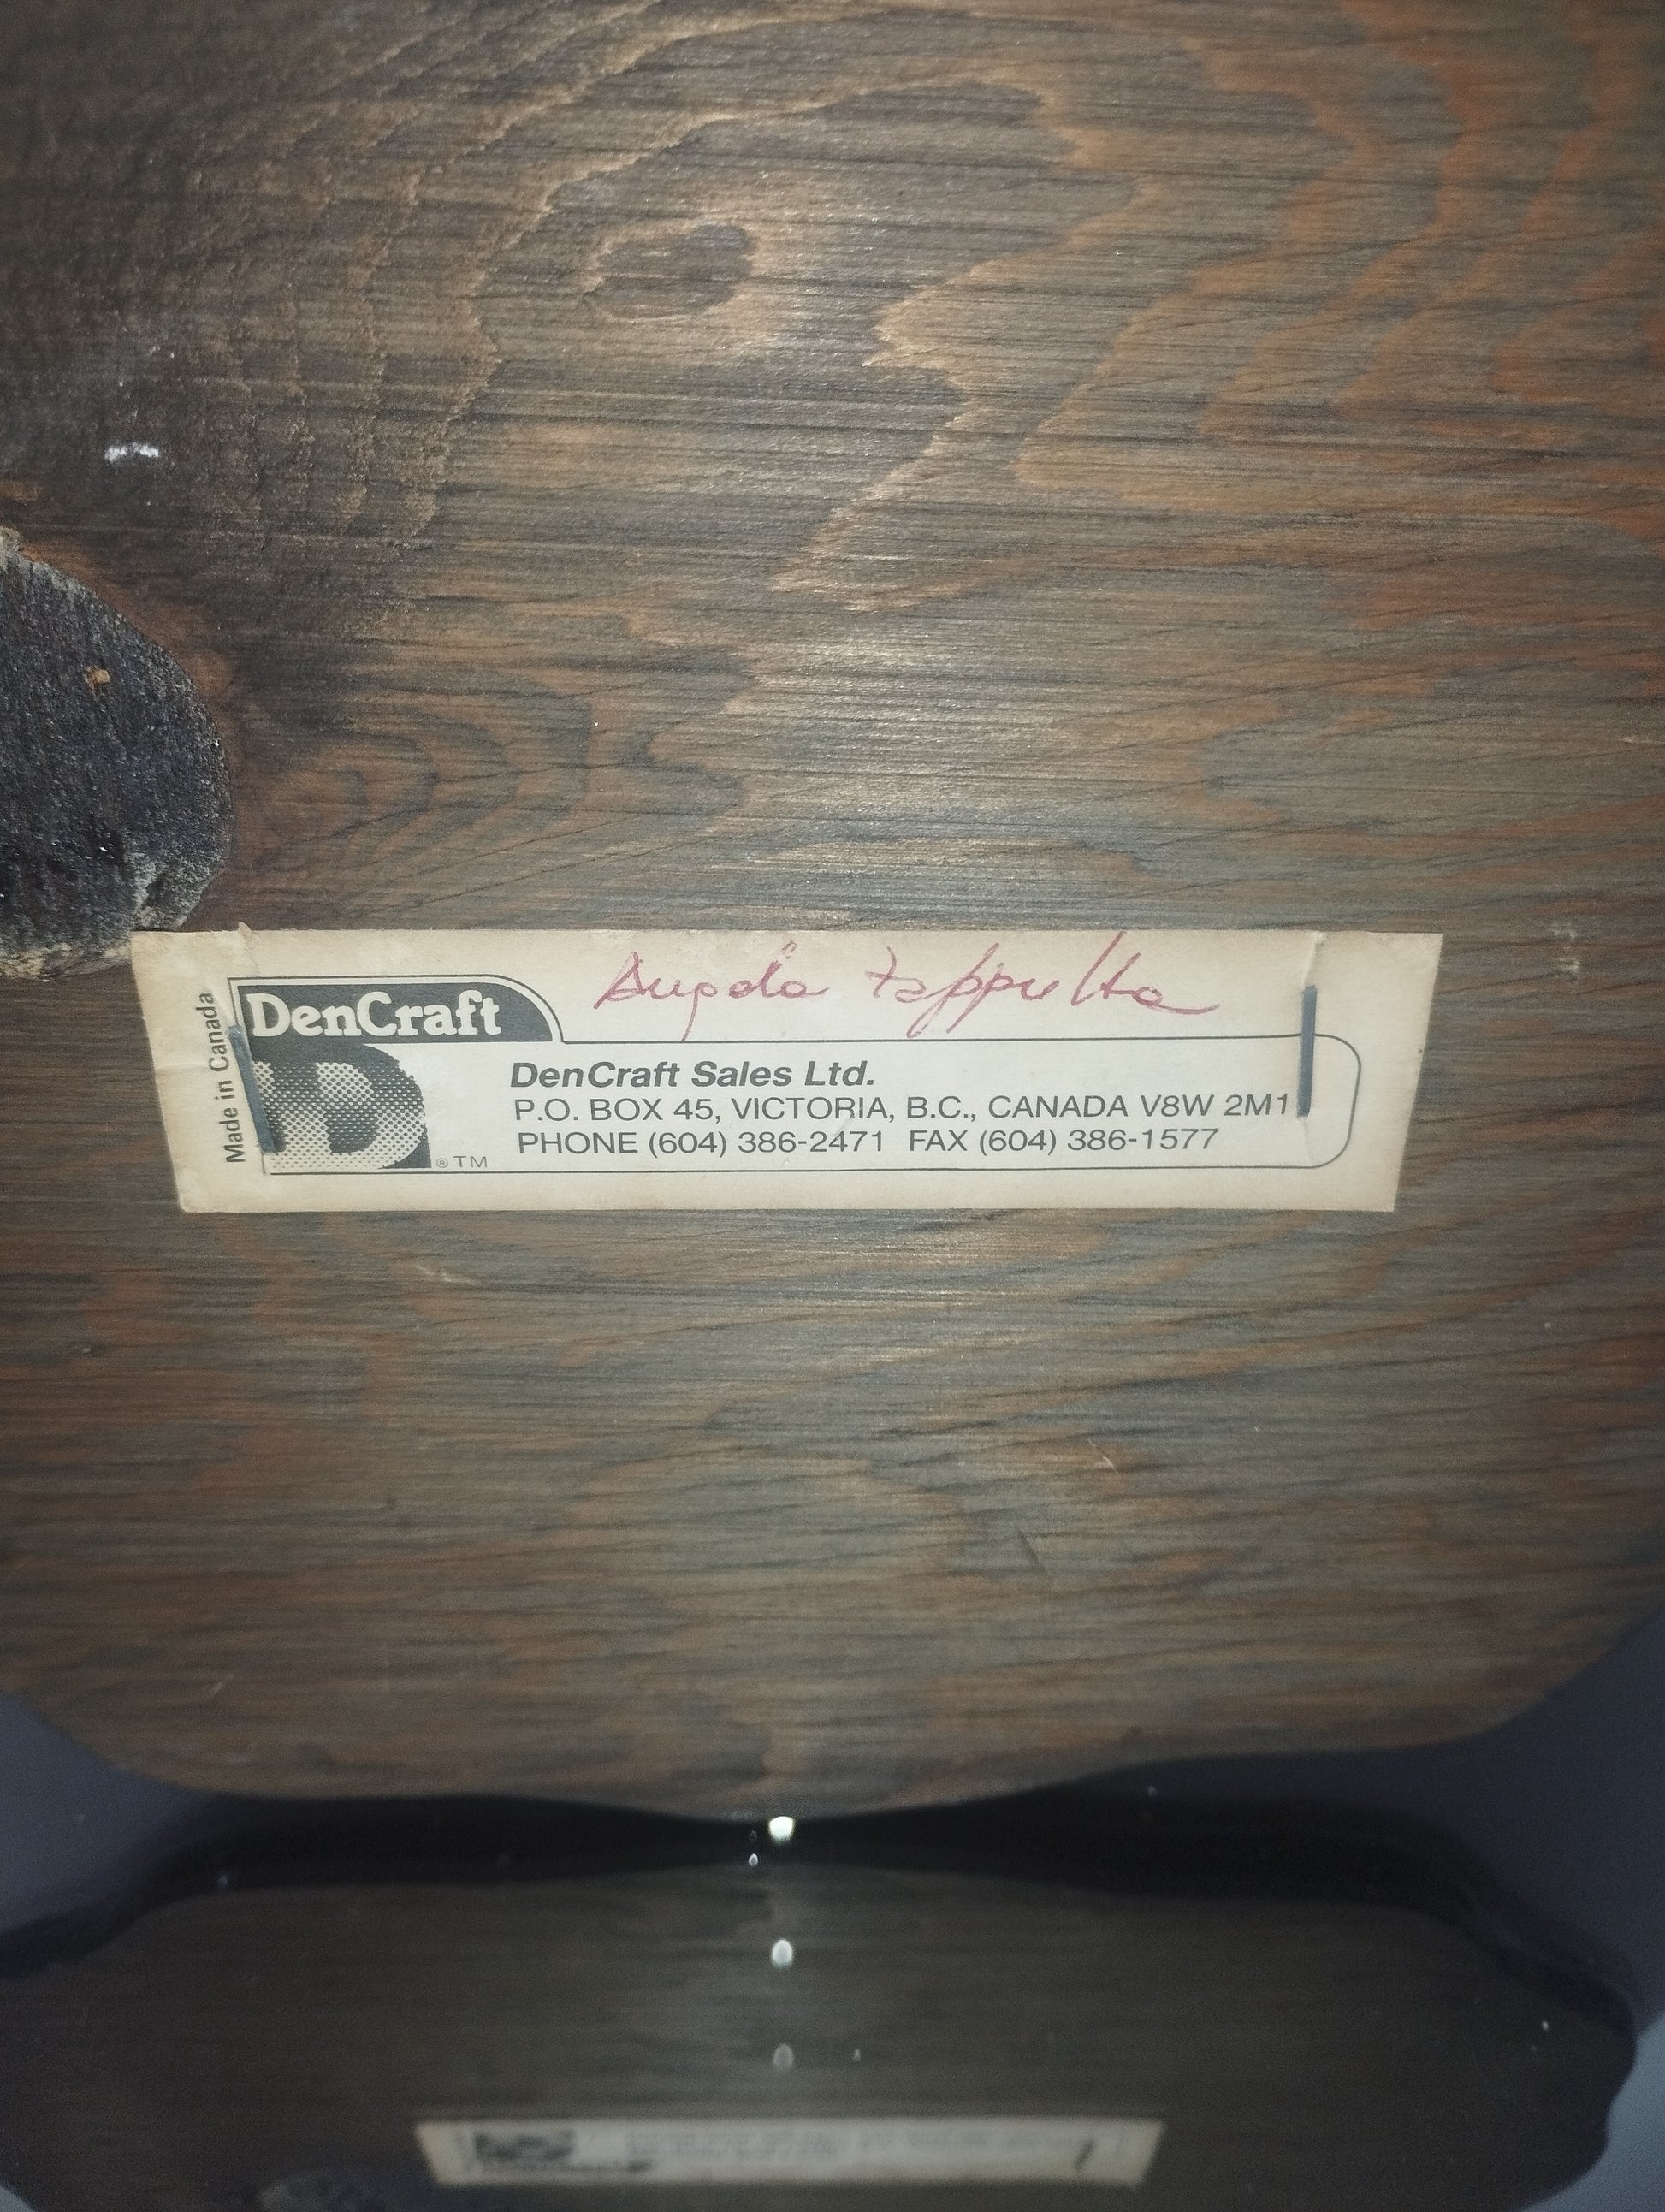 Made in Canada
DenCraft
DenCraft Sales Ltd.
P.O. BOX 45, VICTORIA, B.C., CANADA V8W 2M1
PHONE (604) 386-2471 FAX (604) 386-1577
® TM